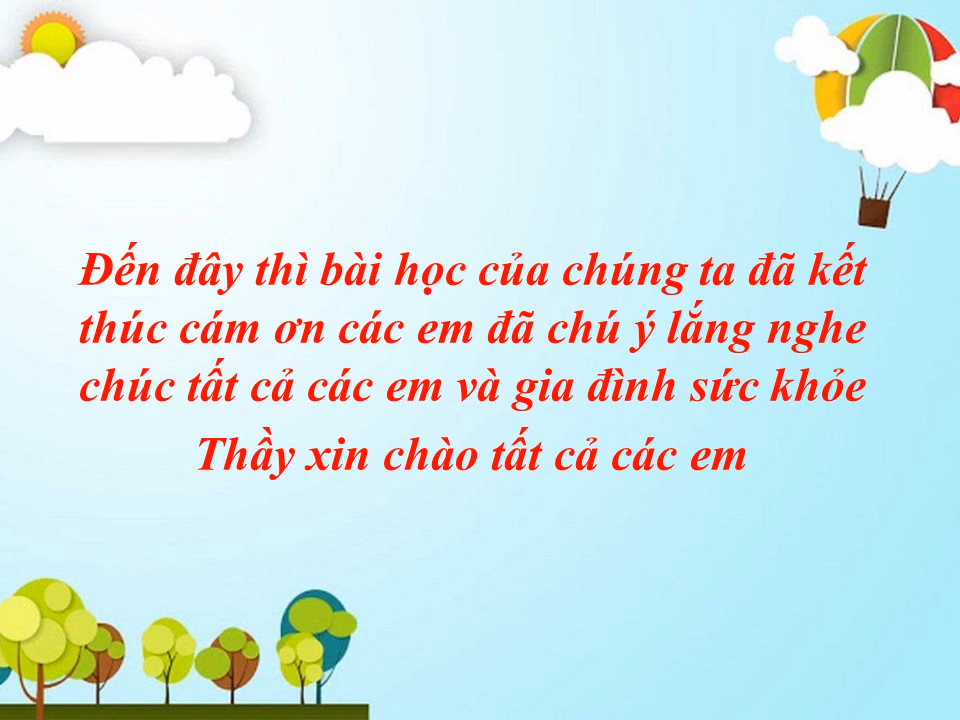 Đến đây thì bài học của chúng ta đã kết
thúc cám ơn các em đã chú ý lắng nghe
chúc tất cả các em và gia đình sức khỏe
Thầy xin chào tất cả các em